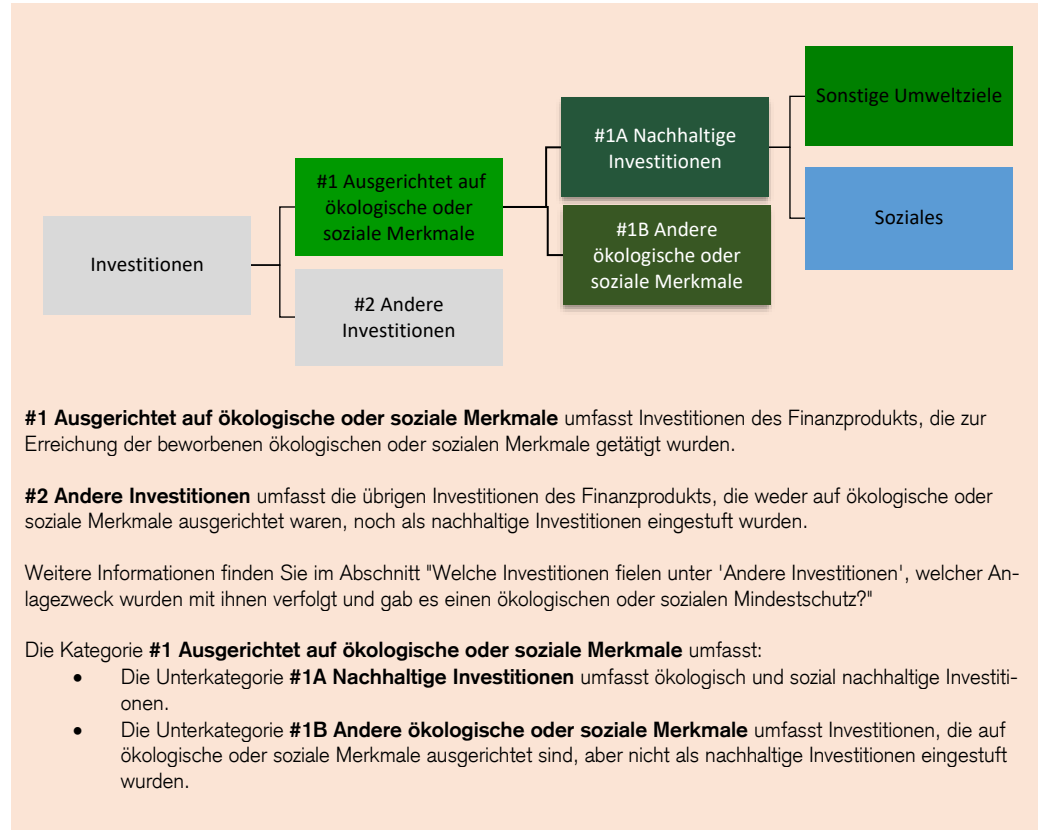 Sonstige Umweltziele
#1A Nachhaltige
Investitionen
#1 Ausgerichtet auf
ökologische oder
soziale Merkmale
Soziales
#1B Andere
ökologische oder
soziale Merkmale
Investitionen
#2 Andere
Investitionen
#1 Ausgerichtet auf ökologische oder soziale Merkmale umfasst Investitionen des Finanzprodukts, die zur
Erreichung der beworbenen ökologischen oder sozialen Merkmale getätigt wurden.
#2 Andere Investitionen umfasst die übrigen Investitionen des Finanzprodukts, die weder auf ökologische oder
soziale Merkmale ausgerichtet waren, noch als nachhaltige Investitionen eingestuft wurden.
Weitere Informationen finden Sie im Abschnitt "Welche Investitionen fielen unter 'Andere Investitionen', welcher An-
lagezweck wurden mit ihnen verfolgt und gab es einen ökologischen oder sozialen Mindestschutz?"
Die Kategorie #1 Ausgerichtet auf ökologische oder soziale Merkmale umfasst:
• Die Unterkategorie #1A Nachhaltige Investitionen umfasst ökologisch und sozial nachhaltige Investiti-
onen.
• Die Unterkategorie #1B Andere ökologische oder soziale Merkmale umfasst Investitionen, die auf
ökologische oder soziale Merkmale ausgerichtet sind, aber nicht als nachhaltige Investitionen eingestuft
wurden.